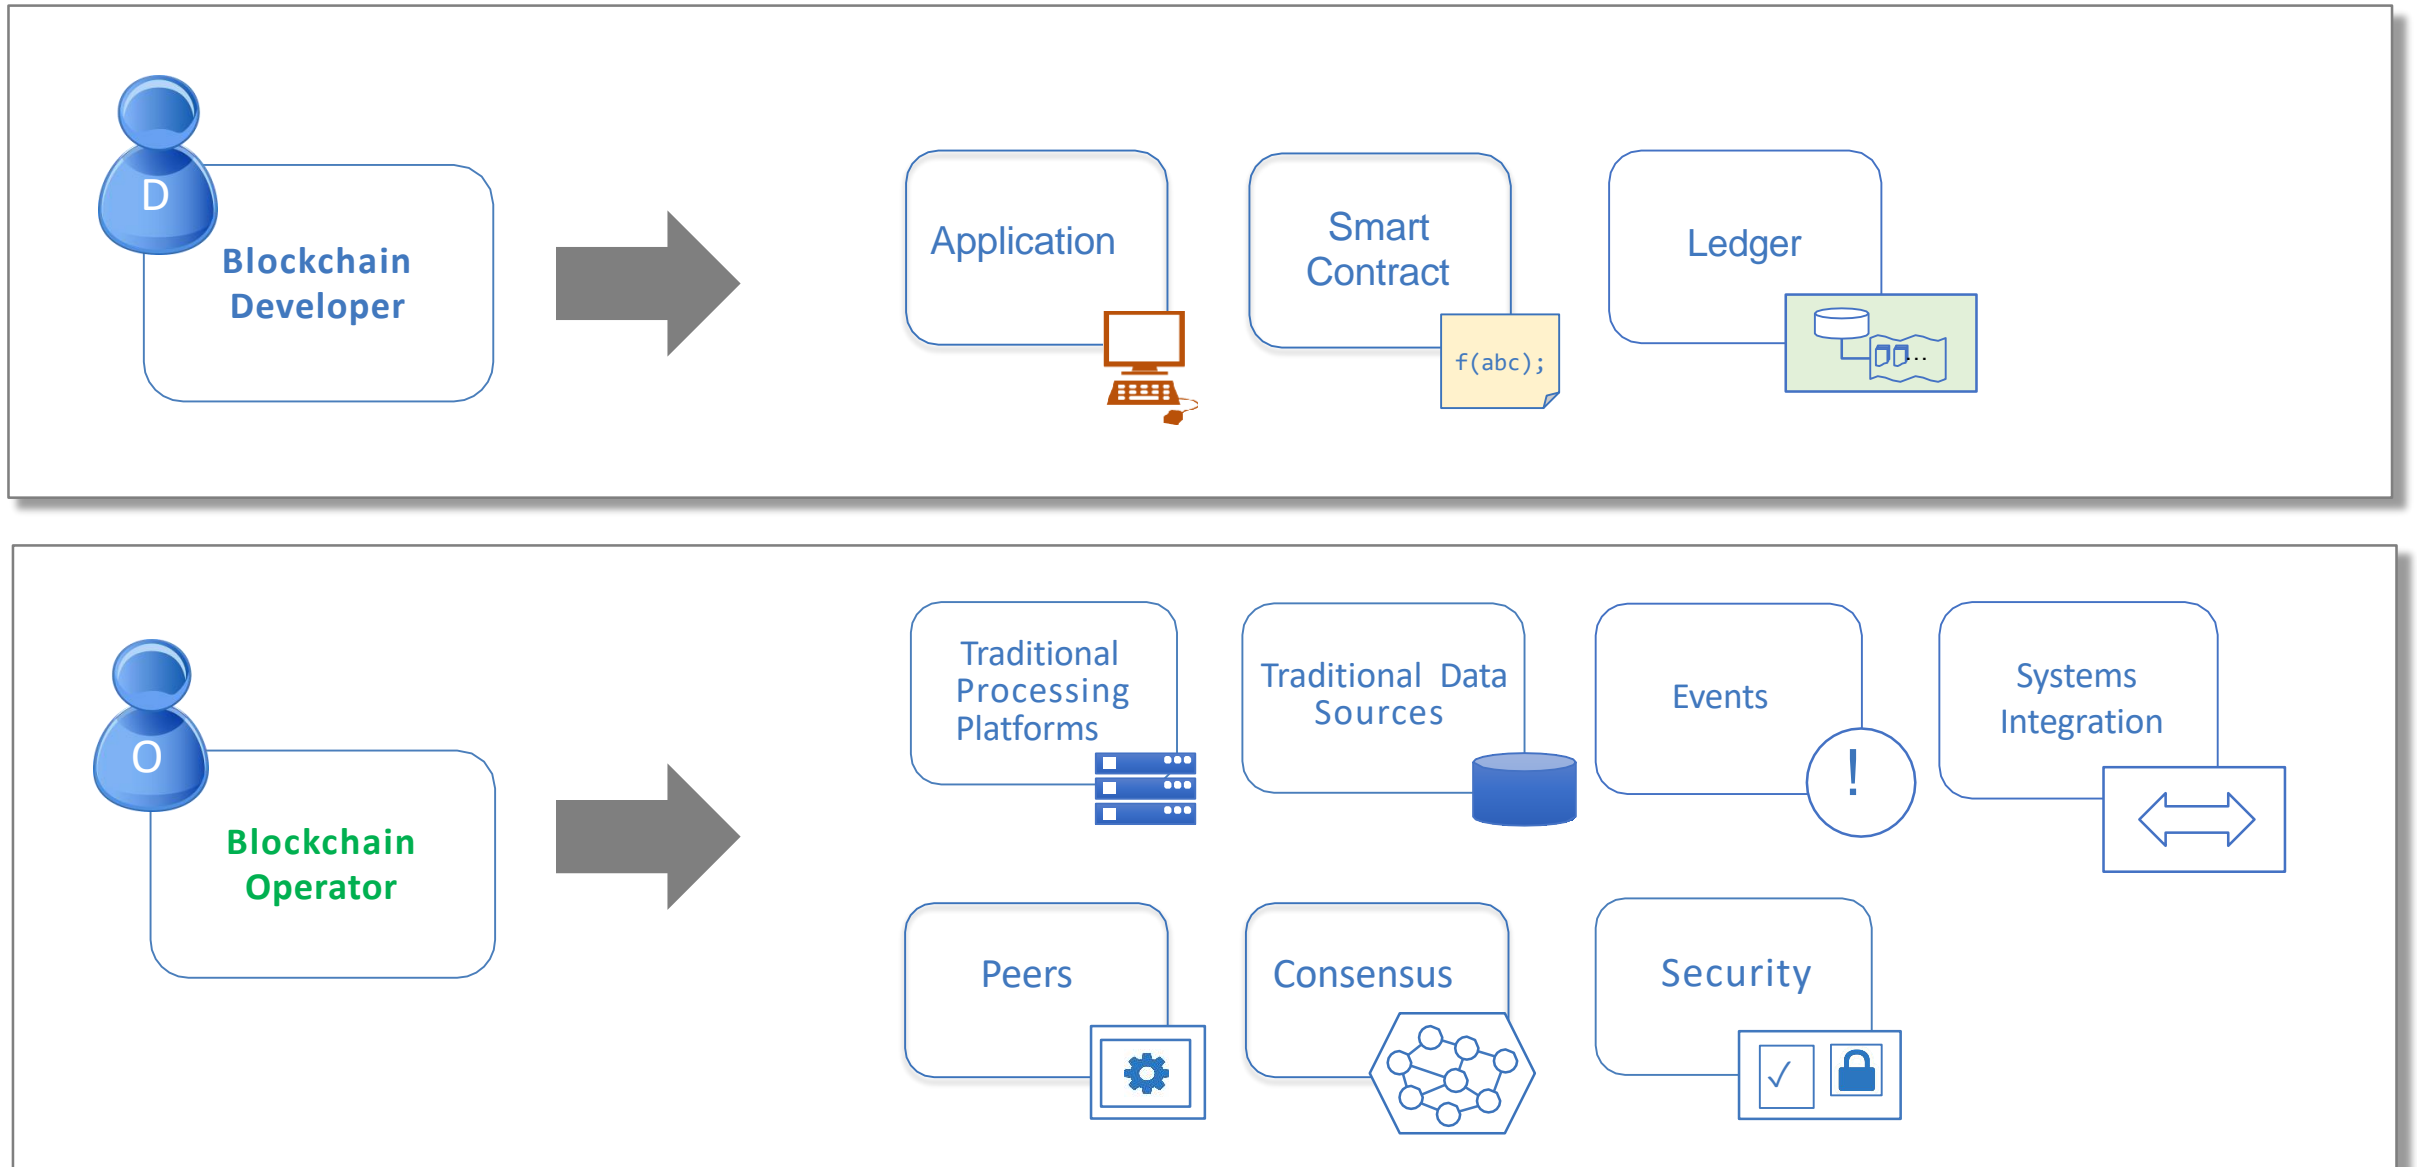 D
Blockchain
Developer
Application
Smart
Contract
f(abc);
Ledger
...
O
Blockchain
Operator
Traditional
Processing
Platforms
Traditional Data
Sources
Events
!
Systems
Integration
Peers
Consensus
Security